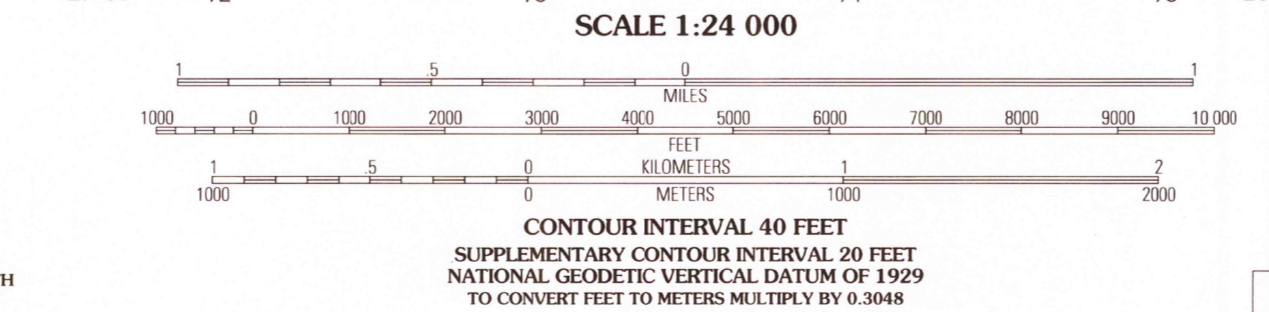 SCALE 1:24 000
1 .5 0 1
MILES
1000 0 1000 2000 3000 4000 5000 6000 7000 8000 9000 10 000
FEET
1 .5 0 KILOMETERS 1 2
1000 0 METERS 1000 2000
CONTOUR INTERVAL 40 FEET
SUPPLEMENTARY CONTOUR INTERVAL 20 FEET
NATIONAL GEODETIC VERTICAL DATUM OF 1929
TO CONVERT FEET TO METERS MULTIPLY BY 0.3048
H